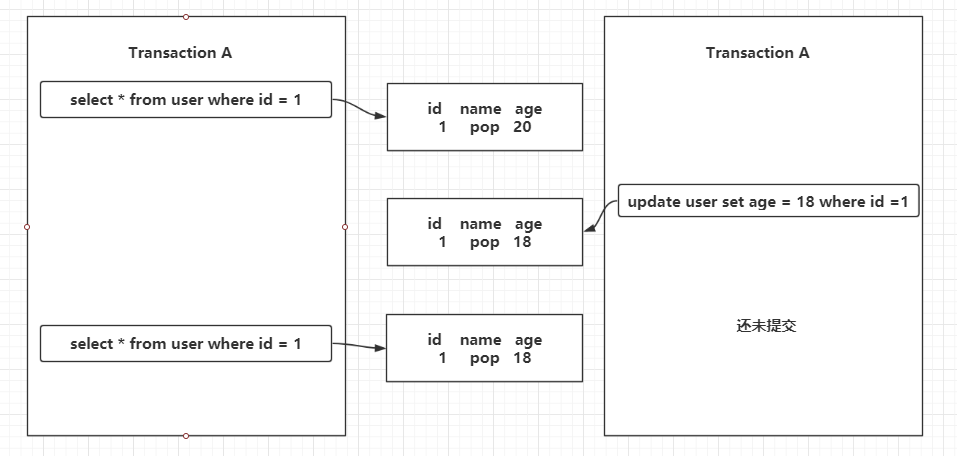 Transaction A
Transaction A
select * from user where id = 1
id name age
1 pop 20
update user set age = 18 where id =1
id name age
1 pop 18
还未提交
select * from user where id = 1
id name age
1 pop 18